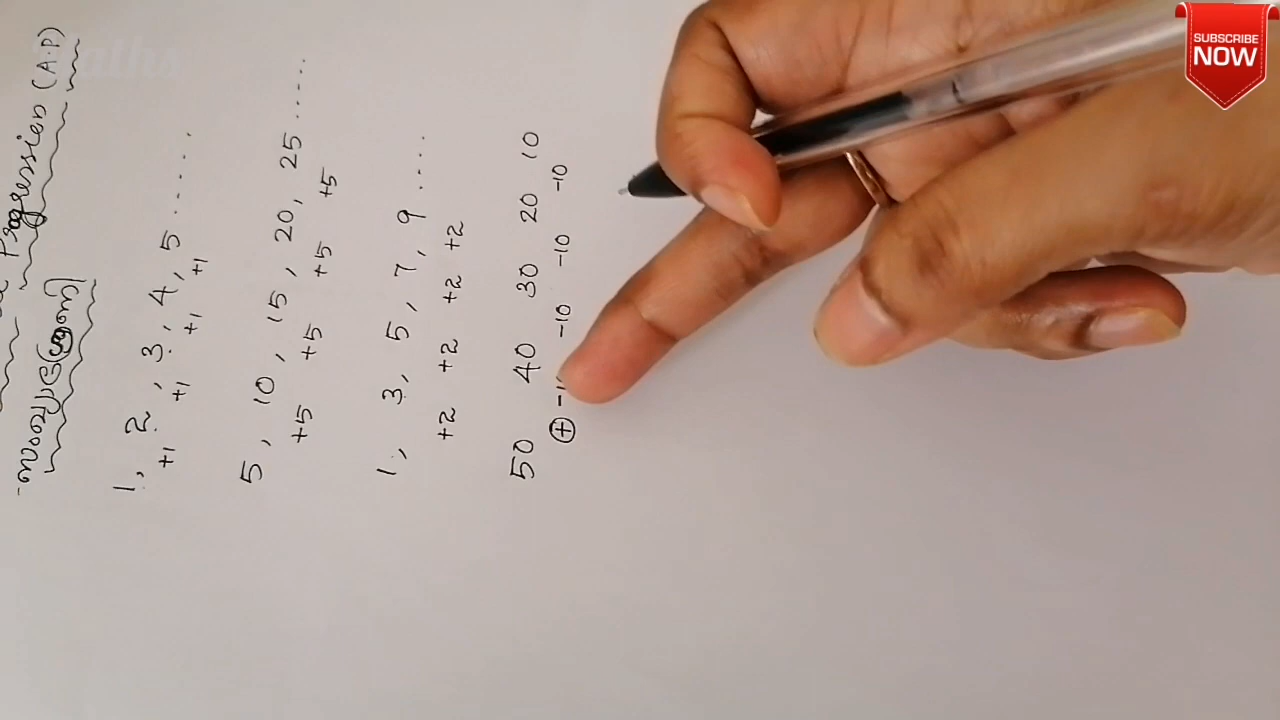 Progression (A.P)
1, 2, 3, 4, 5 .....
+1 +1 +1 +1
5, 10, 15, 20, 25 .....
+5 +5 +5 +5
1, 3, 5, 7, 9 ....
+2 +2 +2 +2
50 40 30 20 10
⊕ -10 -10 -10
SUBSCRIBE
NOW
Maths